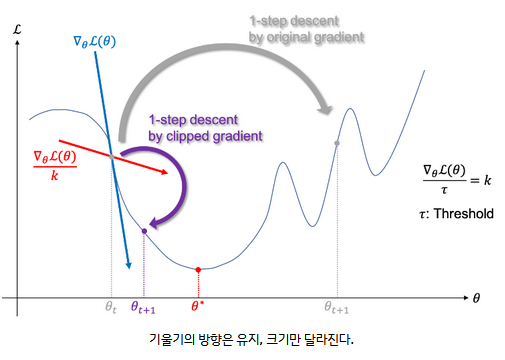 ℒ
∇θℒ(θ)
1-step descent
by original gradient
1-step descent
by clipped gradient
∇θℒ(θ)
k
∇θℒ(θ)
τ
= k
τ: Threshold
θt
θt+1
θ*
θt+1
θ
기울기의 방향은 유지, 크기만 달라진다.